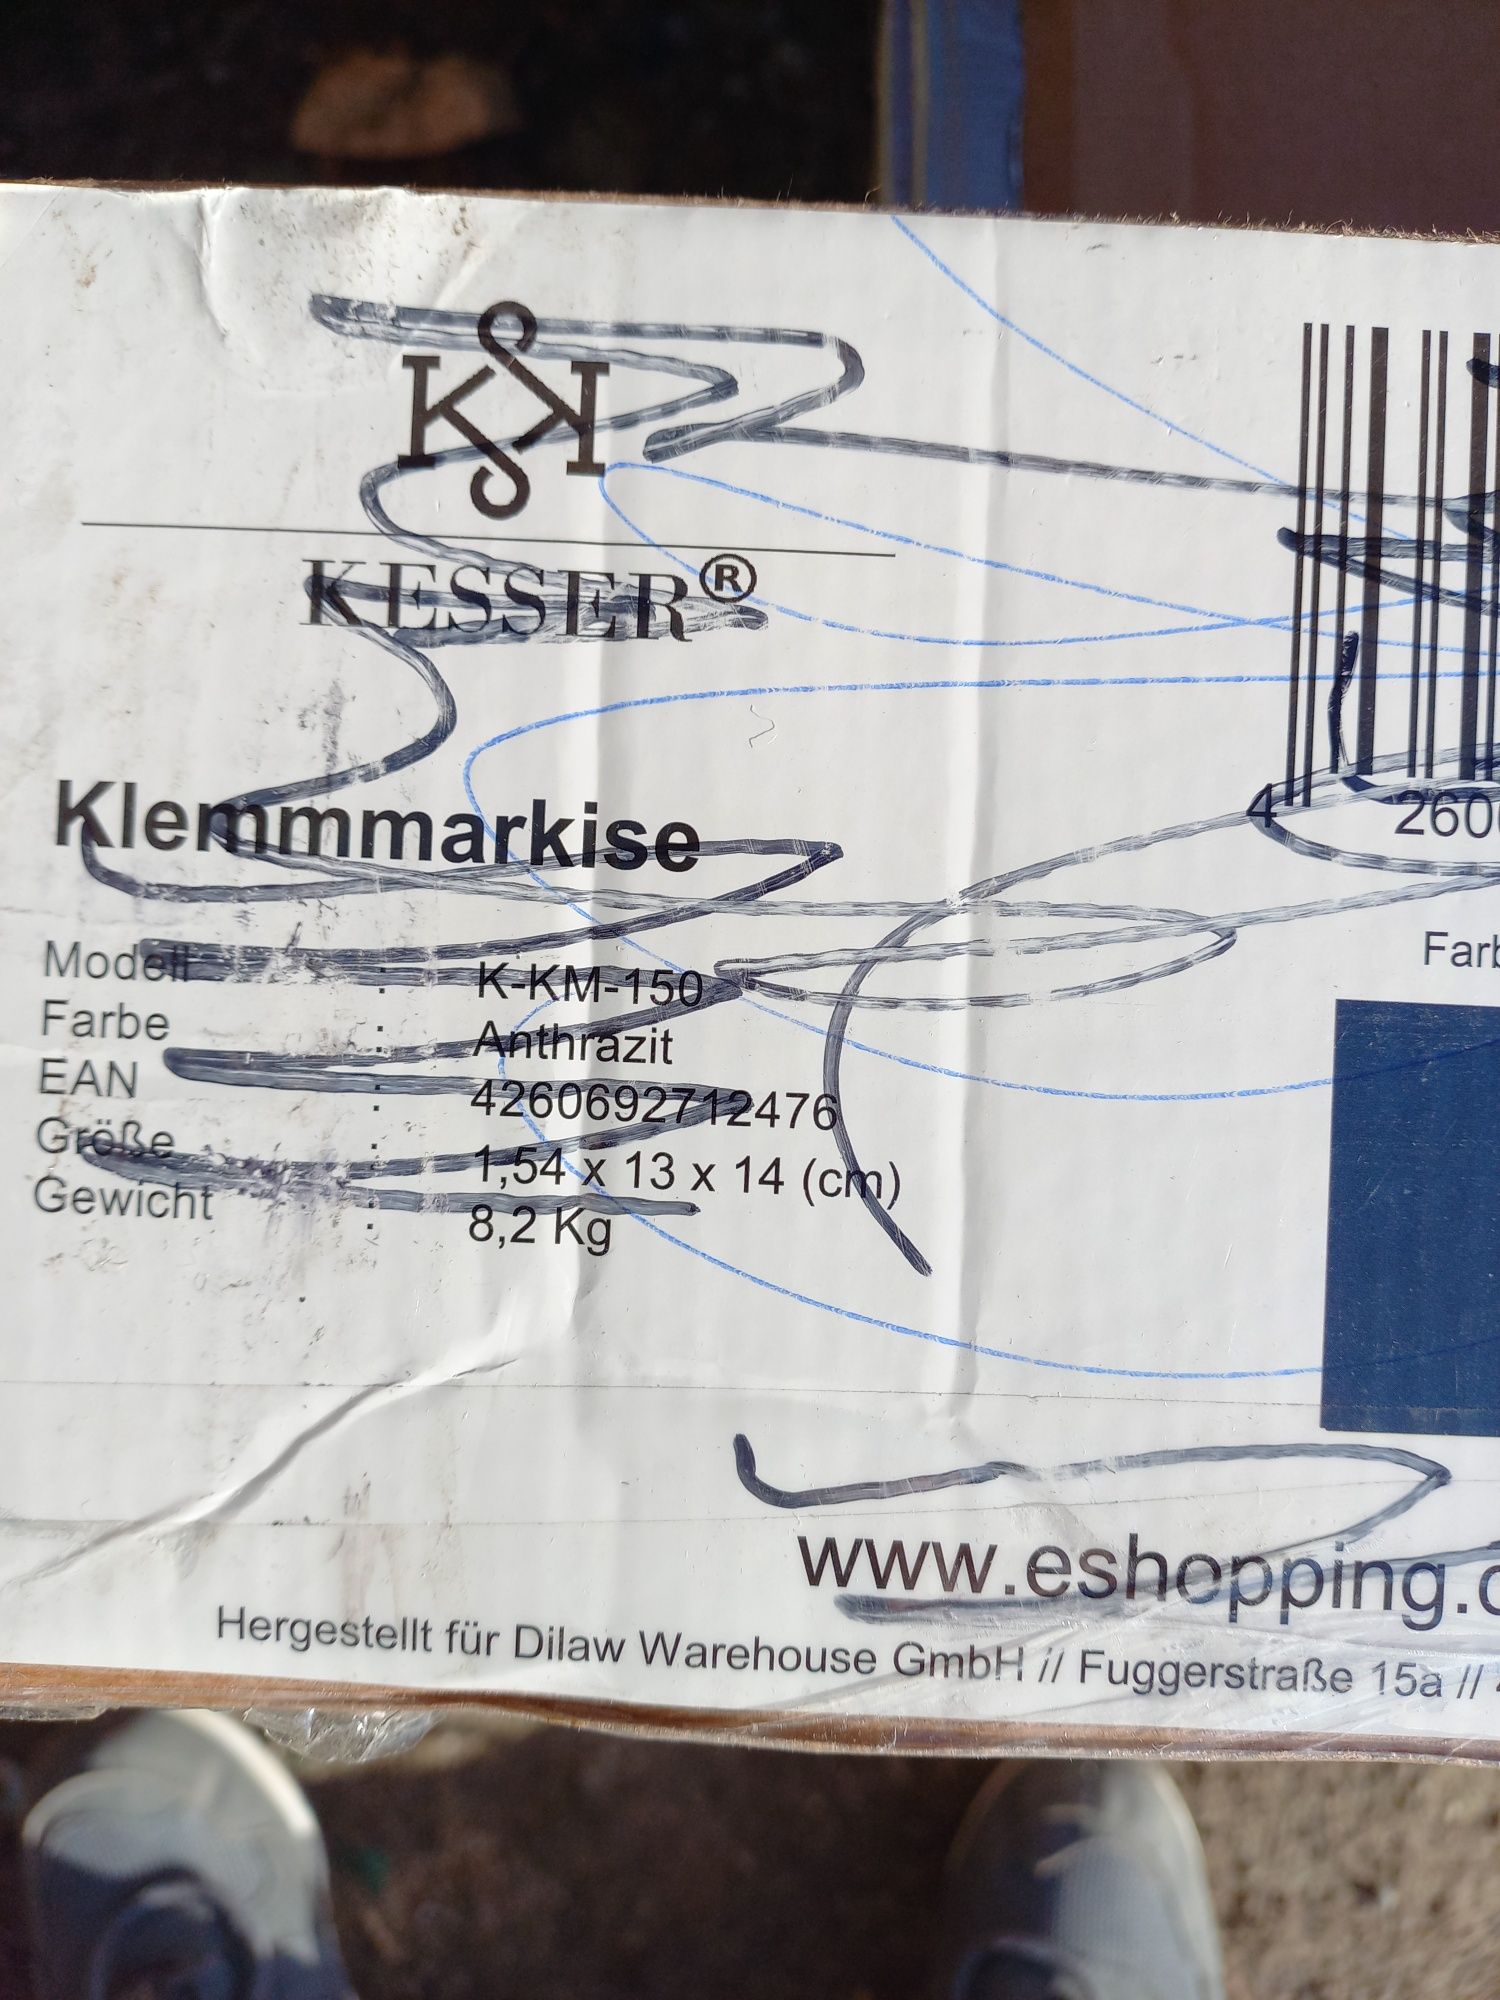 KESSER®
Klemmmarkise
4 260
Modell : K-KM-150
Farb
Farbe : Anthrazit
EAN : 4260692712476
Größe : 1,54 x 13 x 14 (cm)
Gewicht : 8,2 Kg
www.eshopping.
Hergestellt für Dilaw Warehouse GmbH // Fuggerstraße 15a //